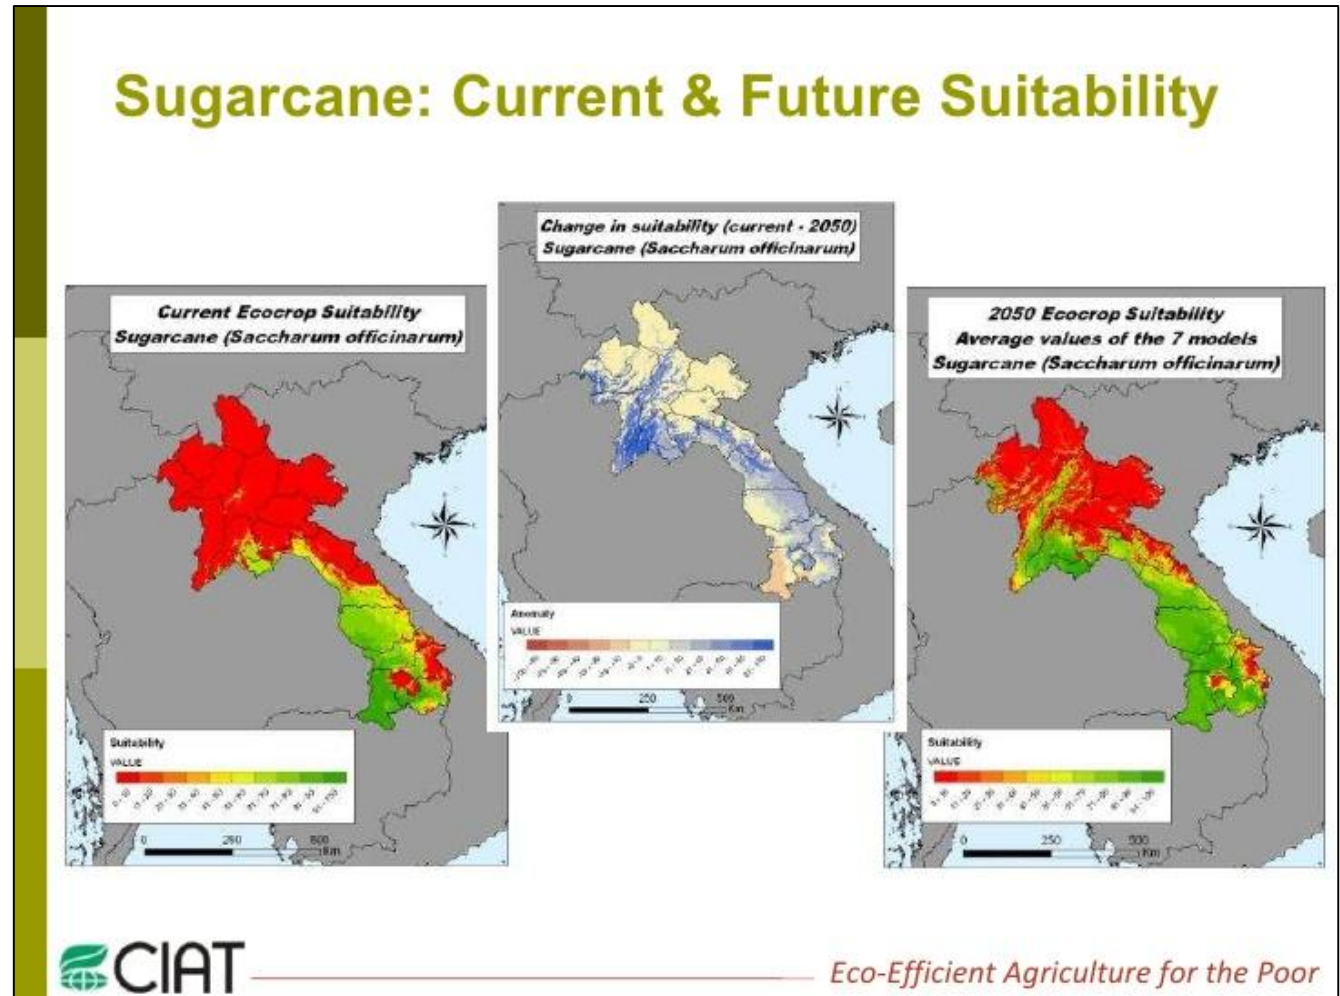 Sugarcane: Current & Future Suitability
Change in suitability (current - 2050)
Sugarcane (Saccharum officinarum)
Current Ecocrop Suitability
Sugarcane (Saccharum officinarum)
2050 Ecocrop Suitability
Average values of the 7 models
Sugarcane (Saccharum officinarum)
Anomaly
VALUE
0 250 500
Km
Suitability
VALUE
0 250 500
Km
Suitability
VALUE
0 250 500
Km
CIAT
Eco-Efficient Agriculture for the Poor